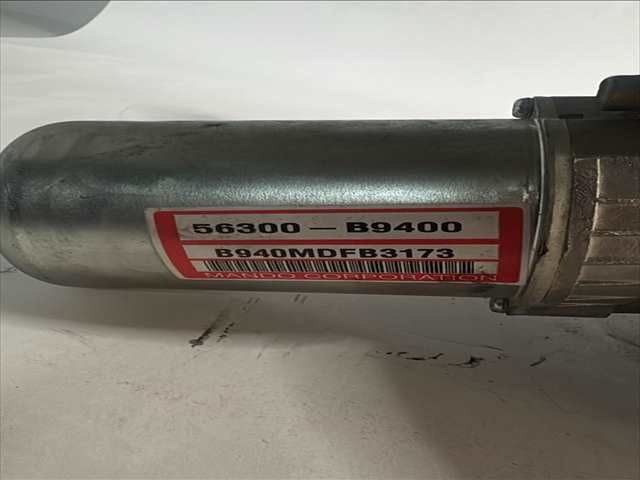 56300 — B9400
B940MDFB3173
MANDO CORPORATION